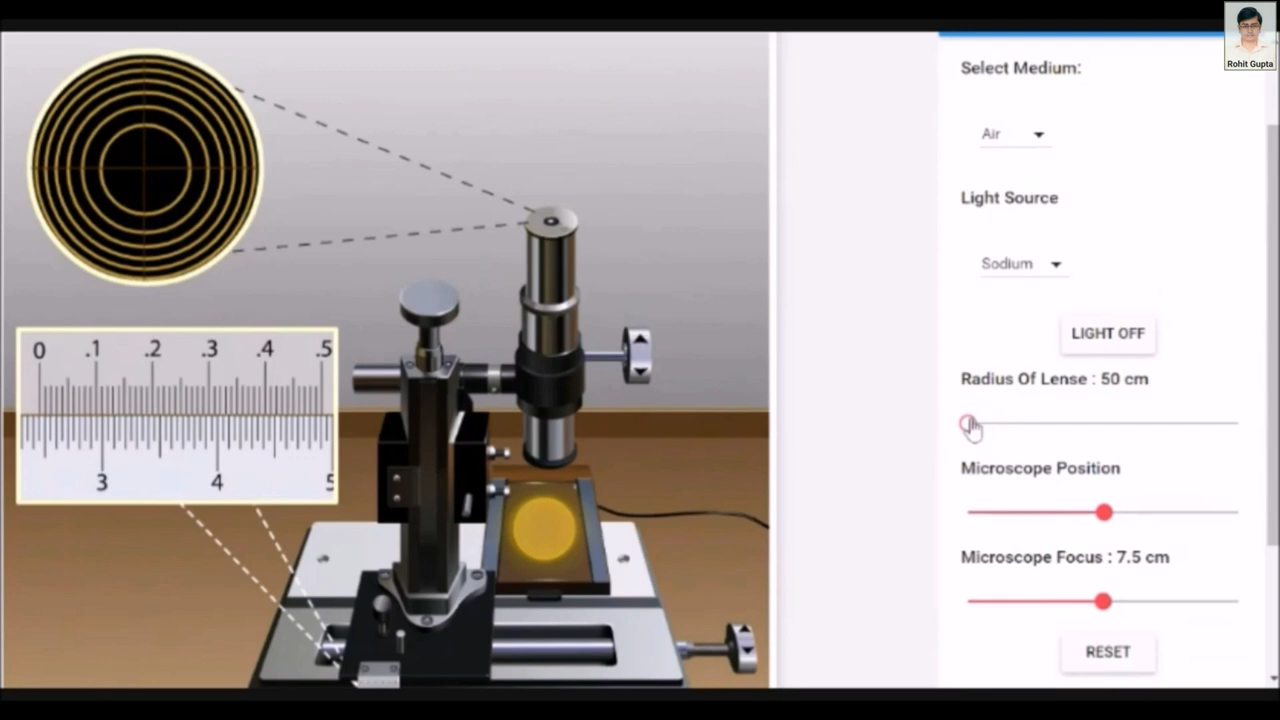 Rohit Gupta
Select Medium:
Air
Light Source
Sodium
LIGHT OFF
Radius Of Lense : 50 cm
Microscope Position
Microscope Focus : 7.5 cm
RESET
0 .1 .2 .3 .4 .5
3 4 5